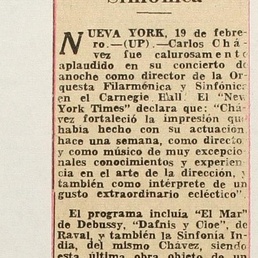 Sinfónica
NUEVA YORK, 19 de febre-
ro.—(UP).—Carlos Chá-
vez fue calurosamente
aplaudido en su concierto de
anoche como director de la Or-
questa Filarmónica y Sinfónica
en el Carnegie Hall. El "New
York Times" declara que: "Chá-
vez fortaleció la impresión que
había hecho con su actuación
hace una semana, como directo
y como músico de muy excep-
cionales conocimientos y experien-
cia en el arte de la dirección, y
también como intérprete de un
gusto extraordinario ecléctico".
El programa incluía "El Mar"
de Debussy, "Dafnis y Cloe", de
Raval, y también la Sinfonía In-
dia, del mismo Chávez, siendo
esta última obra objeto de un